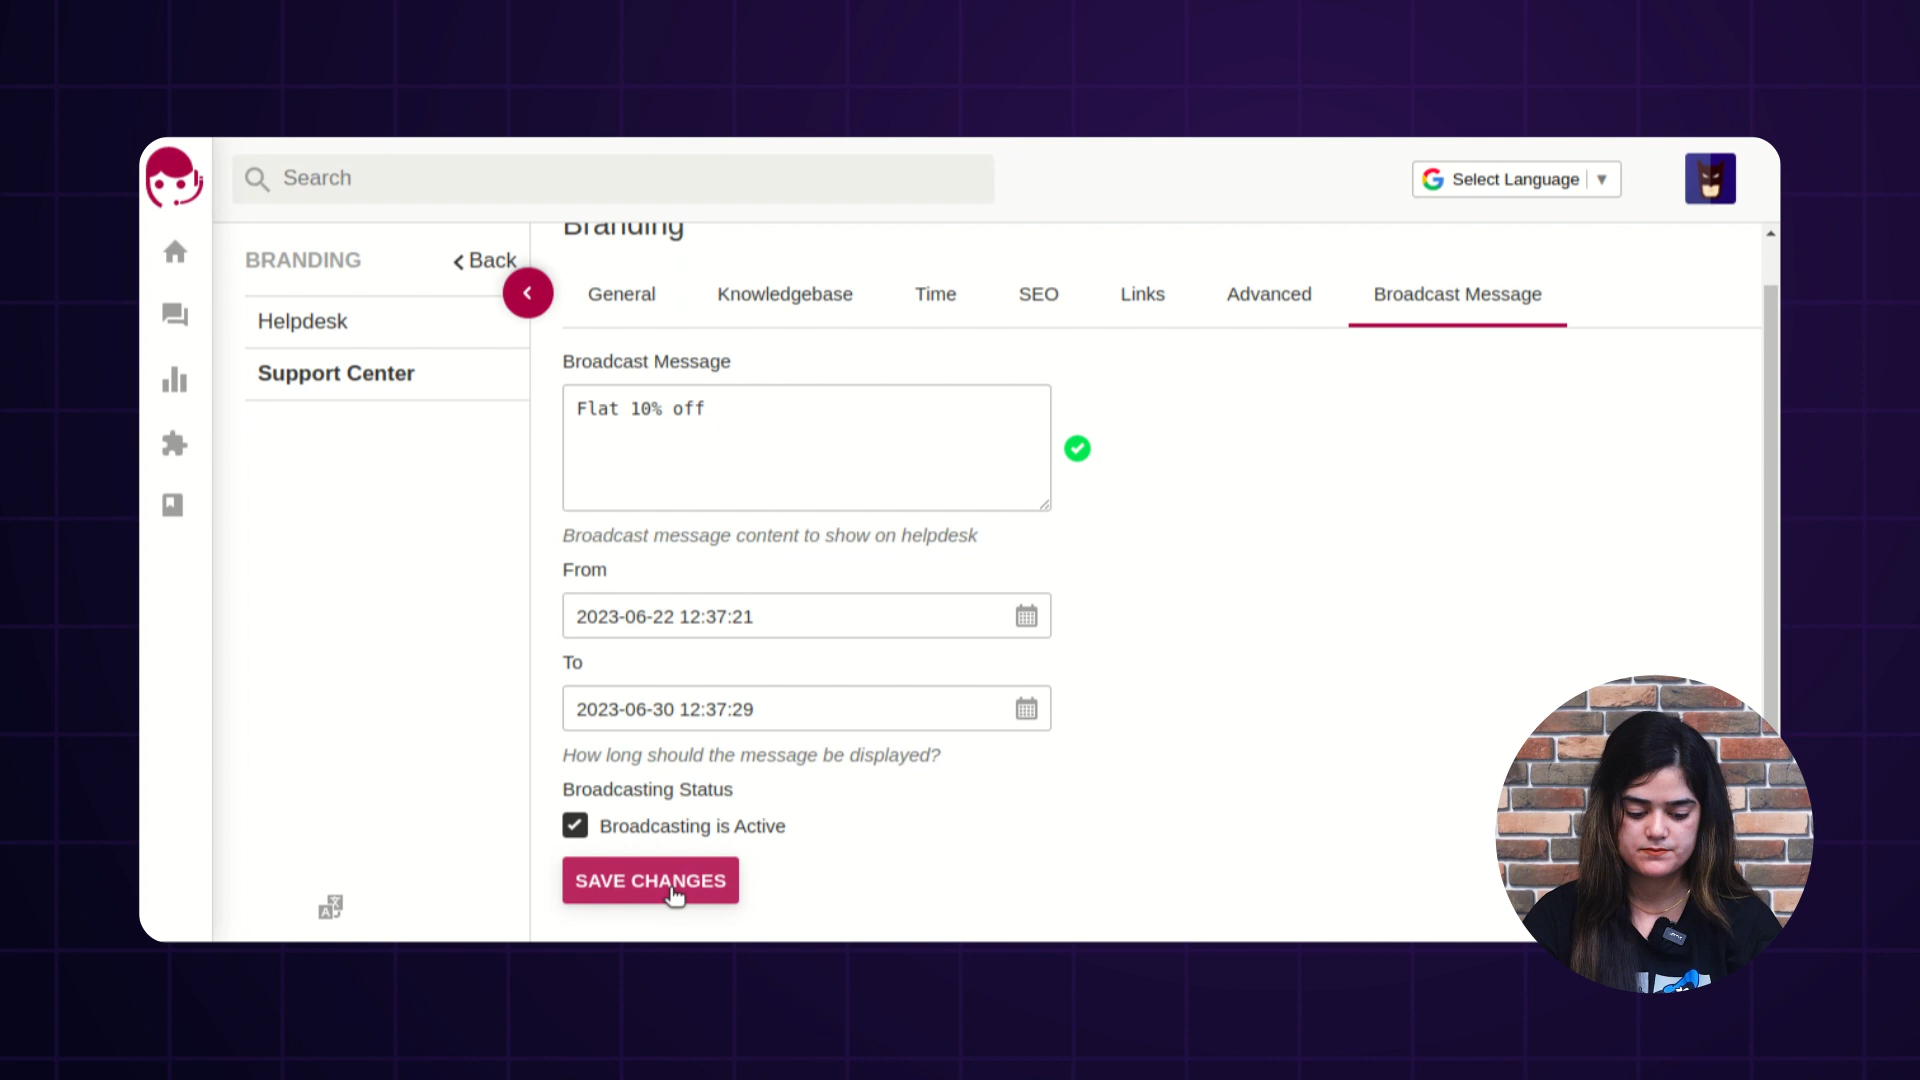 Search
Select Language
Branding
BRANDING
Back
Helpdesk
Support Center
General
Knowledgebase
Time
SEO
Links
Advanced
Broadcast Message
Broadcast Message
Flat 10% off
Broadcast message content to show on helpdesk
From
2023-06-22 12:37:21
To
2023-06-30 12:37:29
How long should the message be displayed?
Broadcasting Status
Broadcasting is Active
SAVE CHANGES